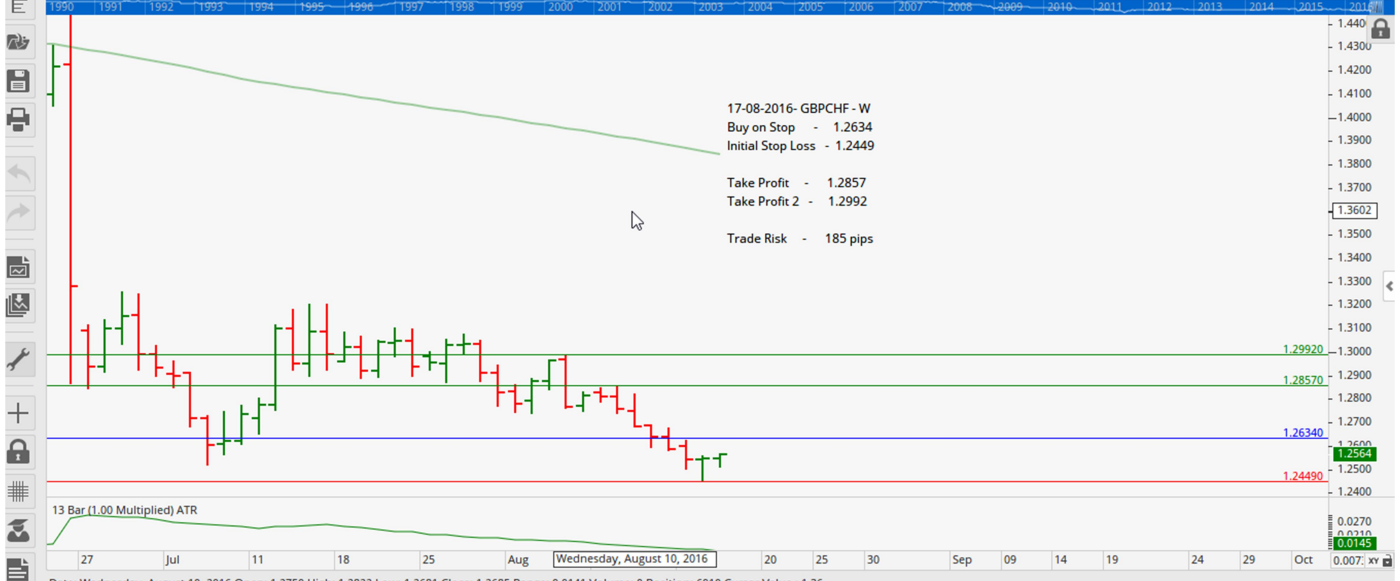 1990 1991 1992 1993 1994 1995 1996 1997 1998 1999 2000 2001 2002 2003 2004 2005 2006 2007 2008 2009 2010 2011 2012 2013 2014 2015
1.4300
1.4200
1.4100
1.4000
1.3900
1.3800
1.3700
1.3602
1.3500
1.3400
1.3300
1.3200
1.3100
1.3000
1.2900
1.2800
1.2700
1.2600
1.2564
1.2500
1.2400
17-08-2016- GBPCHF - W
Buy on Stop - 1.2634
Initial Stop Loss - 1.2449
Take Profit - 1.2857
Take Profit 2 - 1.2992
Trade Risk - 185 pips
1.29920
1.28570
1.26340
1.24490
13 Bar (1.00 Multiplied) ATR
0.0270
0.0210
0.0145
27 Jul 11 18 25 Aug Wednesday, August 10, 2016 20 25 30 Sep 09 14 19 24 29 Oct
XY